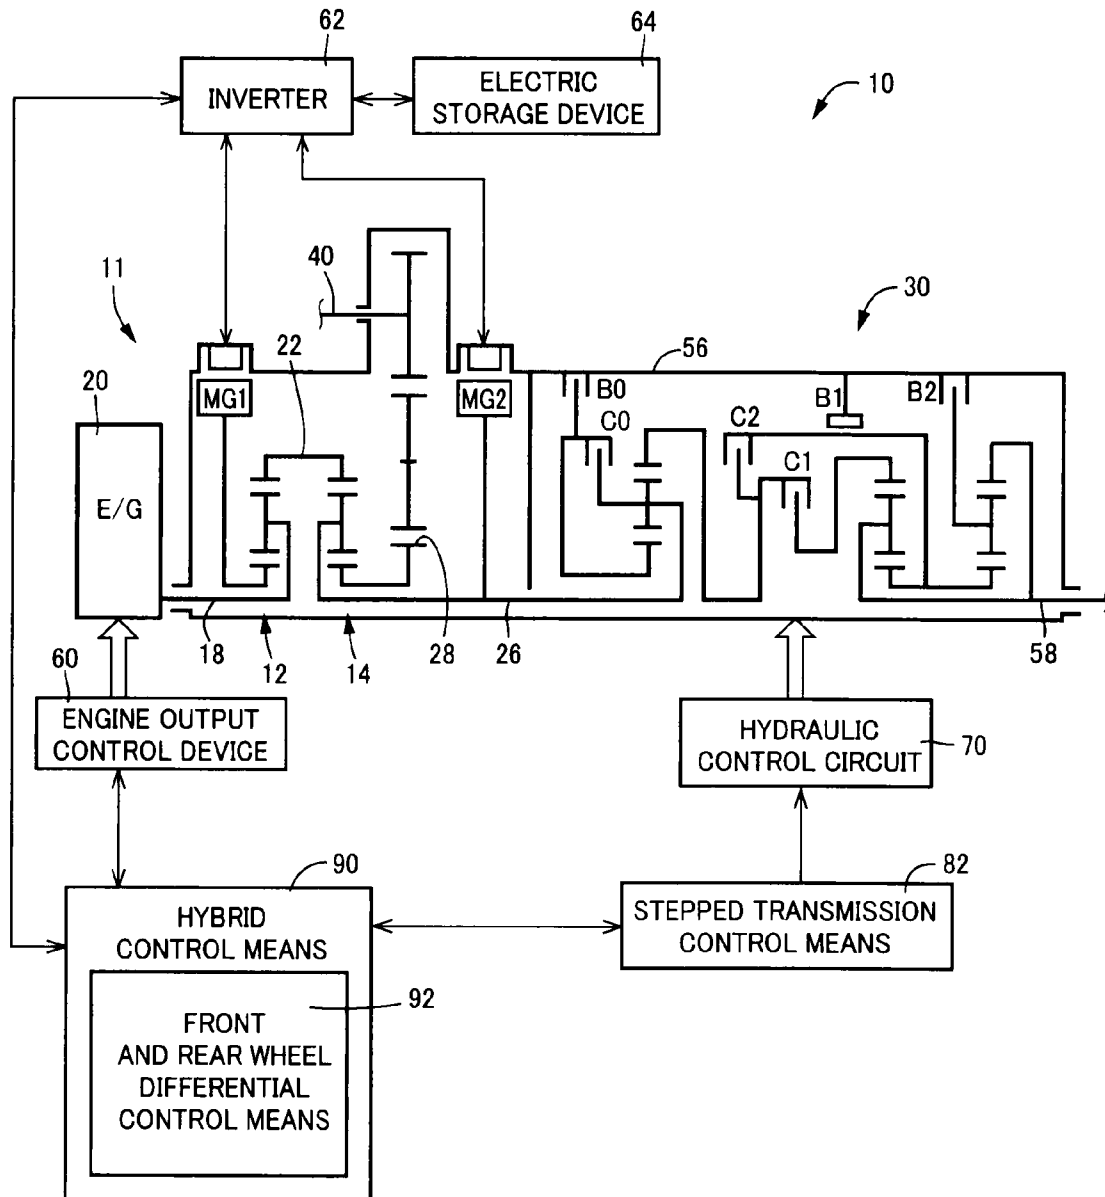 62
64
INVERTER
ELECTRIC
STORAGE DEVICE
10
11
40
30
22
56
20
MG1
MG2
B0
B1
B2
C0
C2
C1
E/G
18
12
14
28
26
58
60
ENGINE OUTPUT
CONTROL DEVICE
HYDRAULIC
CONTROL CIRCUIT
70
90
82
HYBRID
CONTROL MEANS
STEPPED TRANSMISSION
CONTROL MEANS
92
FRONT
AND REAR WHEEL
DIFFERENTIAL
CONTROL MEANS